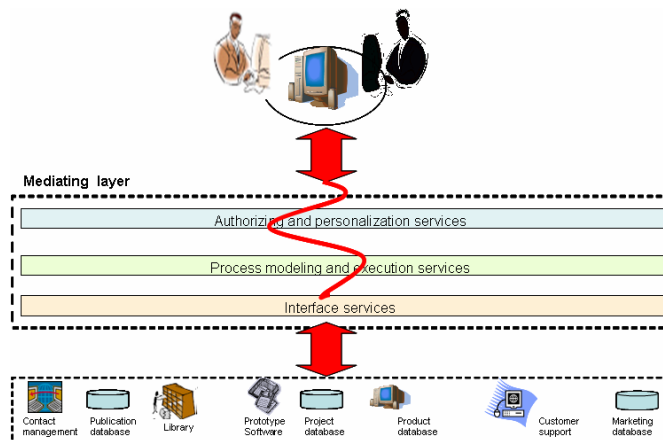 Mediating layer
Authorizing and personalization services
Process modeling and execution services
Interface services
Contact
management
Publication
database
Library
Prototype
Software
Project
database
Product
database
Customer
support
Marketing
database